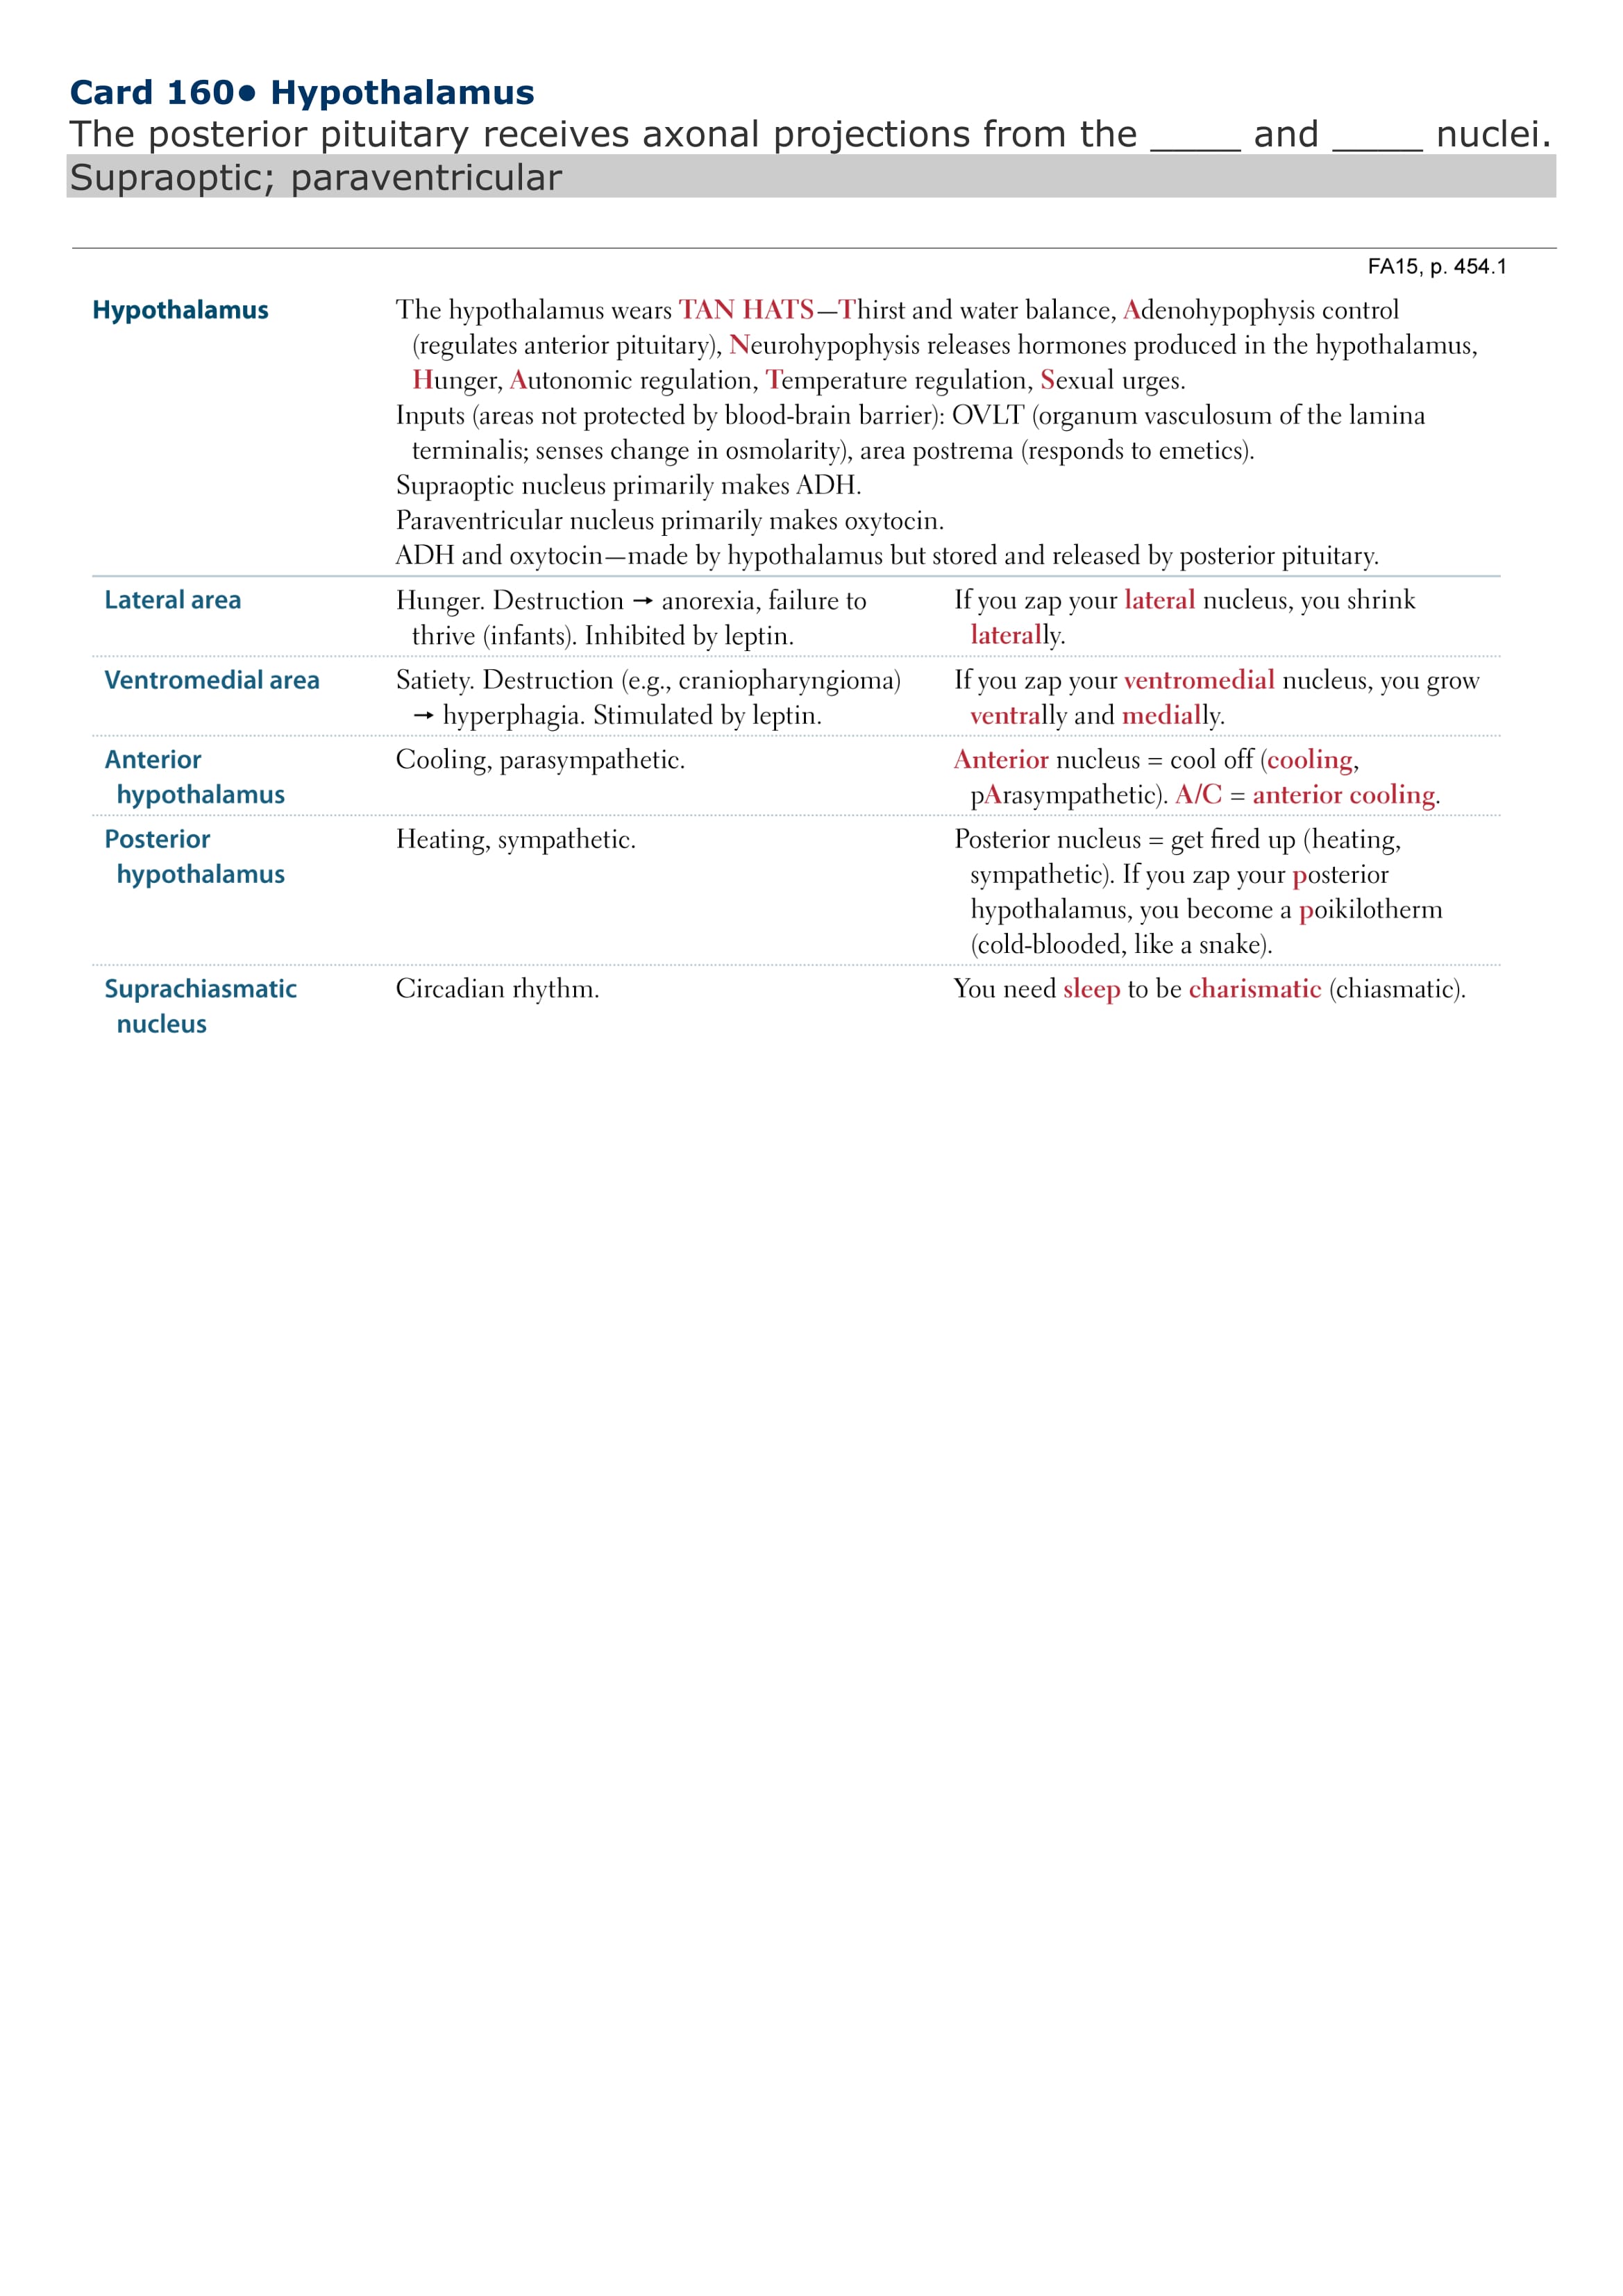 Card 160• Hypothalamus
The posterior pituitary receives axonal projections from the _____ and _____ nuclei.
Supraoptic; paraventricular
FA15, p. 454.1
Hypothalamus
The hypothalamus wears TAN HATS—Thirst and water balance, Adenohypophysis control
(regulates anterior pituitary), Neurohypophysis releases hormones produced in the hypothalamus,
Hunger, Autonomic regulation, Temperature regulation, Sexual urges.
Inputs (areas not protected by blood-brain barrier): OVLT (organum vasculosum of the lamina
terminalis; senses change in osmolarity), area postrema (responds to emetics).
Supraoptic nucleus primarily makes ADH.
Paraventricular nucleus primarily makes oxytocin.
ADH and oxytocin—made by hypothalamus but stored and released by posterior pituitary.
Lateral area
Hunger. Destruction → anorexia, failure to
thrive (infants). Inhibited by leptin.
If you zap your lateral nucleus, you shrink
laterally.
Ventromedial area
Satiety. Destruction (e.g., craniopharyngioma)
→ hyperphagia. Stimulated by leptin.
If you zap your ventromedial nucleus, you grow
ventrally and medially.
Anterior
hypothalamus
Cooling, parasympathetic.
Anterior nucleus = cool off (cooling,
pArasympathetic). A/C = anterior cooling.
Posterior
hypothalamus
Heating, sympathetic.
Posterior nucleus = get fired up (heating,
sympathetic). If you zap your posterior
hypothalamus, you become a poikilotherm
(cold-blooded, like a snake).
Suprachiasmatic
nucleus
Circadian rhythm.
You need sleep to be charismatic (chiasmatic).